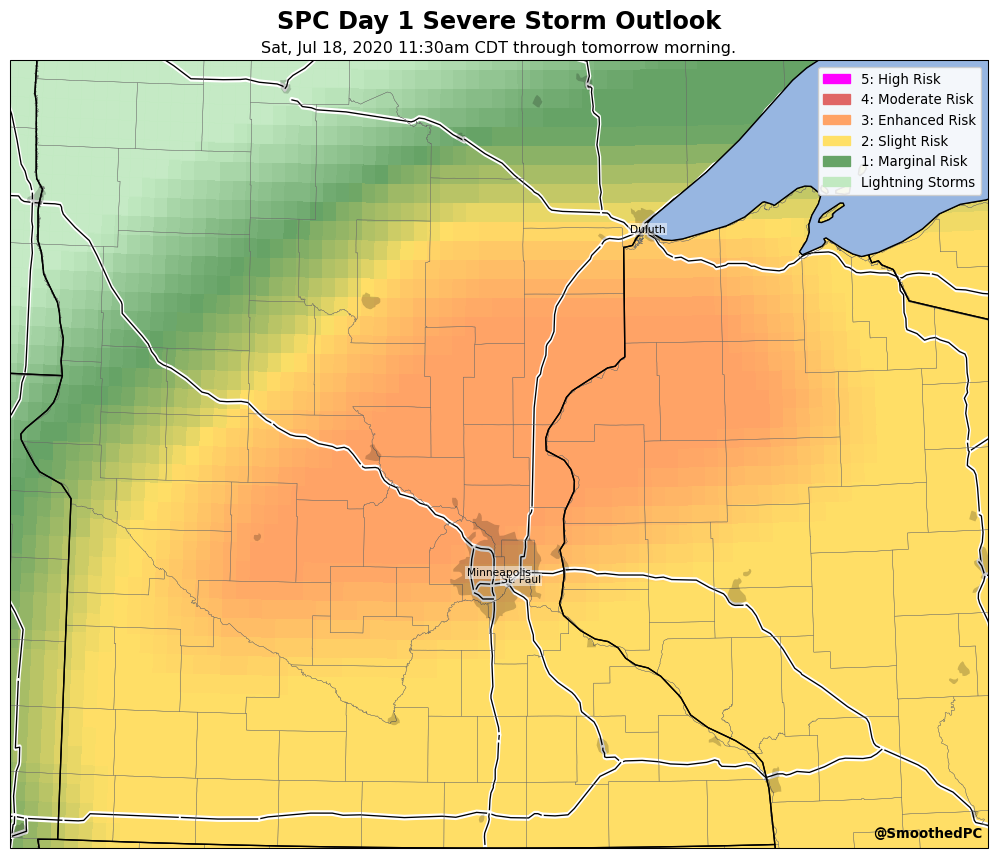 SPC Day 1 Severe Storm Outlook
Sat, Jul 18, 2020 11:30am CDT through tomorrow morning.
5: High Risk
4: Moderate Risk
3: Enhanced Risk
2: Slight Risk
1: Marginal Risk
Lightning Storms
Duluth
Minneapolis
St. Paul
@SmoothedPC